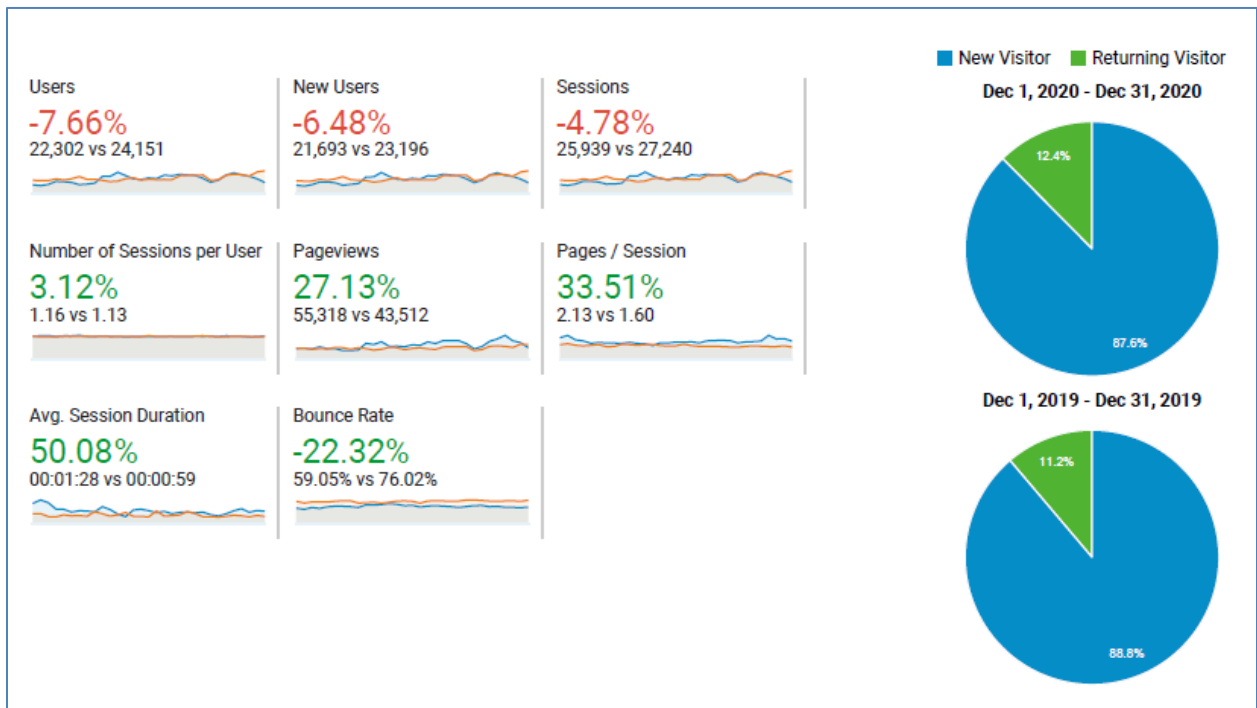 Users
-7.66%
22,302 vs 24,151
New Users
-6.48%
21,693 vs 23,196
Sessions
-4.78%
25,939 vs 27,240
Number of Sessions per User
3.12%
1.16 vs 1.13
Pageviews
27.13%
55,318 vs 43,512
Pages / Session
33.51%
2.13 vs 1.60
Avg. Session Duration
50.08%
00:01:28 vs 00:00:59
Bounce Rate
-22.32%
59.05% vs 76.02%
New Visitor
Returning Visitor
Dec 1, 2020 - Dec 31, 2020
12.4%
87.6%
Dec 1, 2019 - Dec 31, 2019
11.2%
88.8%